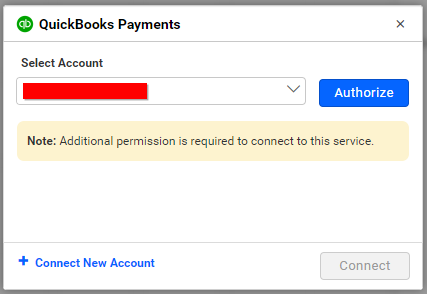 qb QuickBooks Payments ×
Select Account
Authorize
Note: Additional permission is required to connect to this service.
+ Connect New Account
Connect